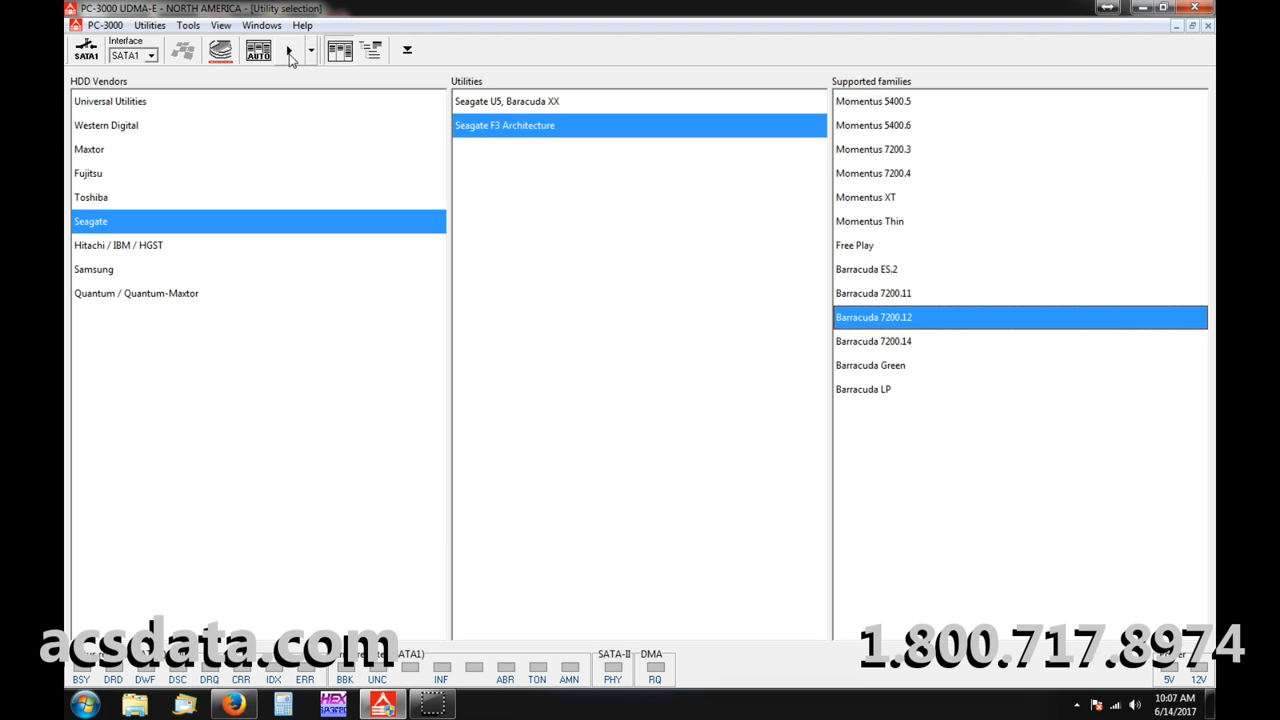 PC-3000 UDMA-E - NORTH AMERICA - [Utility selection]
PC-3000 Utilities Tools View Windows Help
SATA1
Interface
SATA1
AUTO
HDD Vendors
Universal Utilities
Western Digital
Maxtor
Fujitsu
Toshiba
Seagate
Hitachi / IBM / HGST
Samsung
Quantum / Quantum-Maxtor
Utilities
Seagate U5, Baracuda XX
Seagate F3 Architecture
Supported families
Momentus 5400.5
Momentus 5400.6
Momentus 7200.3
Momentus 7200.4
Momentus XT
Momentus Thin
Free Play
Barracuda ES.2
Barracuda 7200.11
Barracuda 7200.12
Barracuda 7200.14
Barracuda Green
Barracuda LP
acsdata.com
1.800.717.8974
ATA1)
SATA-II
DMA
BSY DRD DWF DSC DRQ CRR IDX ERR BBK UNC INF ABR TON AMN PHY RQ 5V 12V
HEX
10:07 AM
6/14/2017